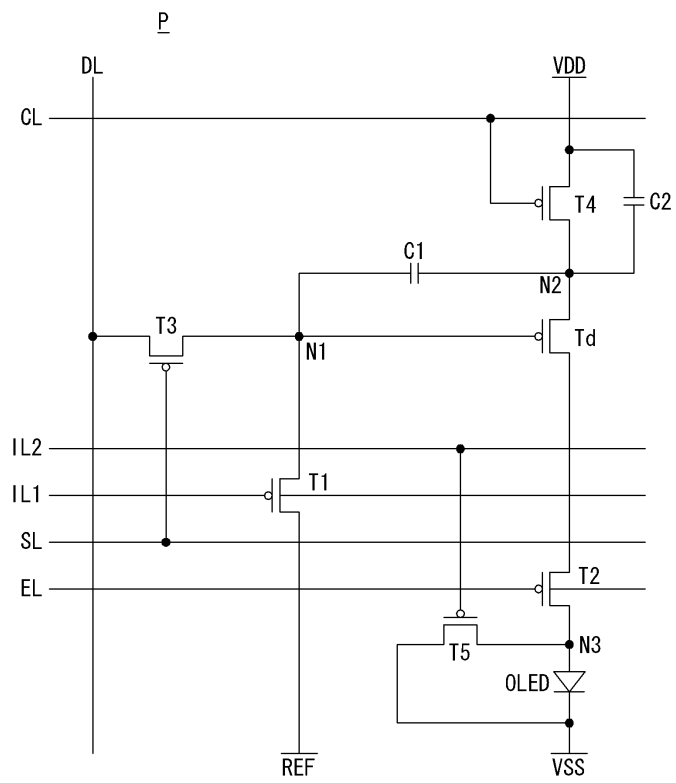 P
DL
VDD
CL
T4
C2
C1
N2
T3
N1
Td
IL2
T1
IL1
SL
T2
EL
T5
N3
OLED
REF
VSS